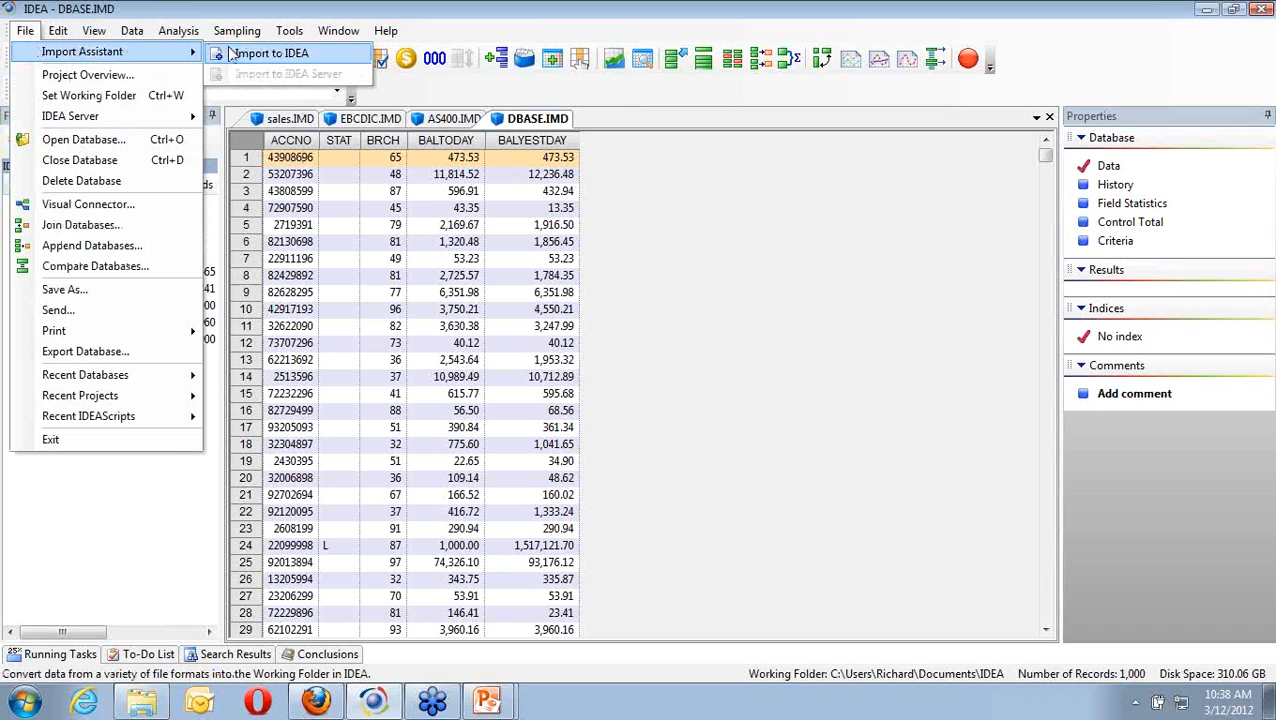 IDEA - DBASE.IMD
File Edit View Data Analysis Sampling Tools Window Help
Import Assistant
Import to IDEA
Import to IDEA Server
Project Overview...
Set Working Folder Ctrl+W
IDEA Server
Open Database... Ctrl+O
Close Database Ctrl+D
Delete Database
Visual Connector...
Join Databases...
Append Databases...
Compare Databases...
Save As...
Send...
Print
Export Database...
Recent Databases
Recent Projects
Recent IDEAScripts
Exit
000
ds
65
41
00
60
00
sales.IMD EBCDIC.IMD AS400.IMD DBASE.IMD
ACCNO STAT BRCH BALTODAY BALYESTDAY
1 43908696 65 473.53 473.53
2 53207396 48 11,814.52 12,236.48
3 43808599 87 596.91 432.94
4 72907590 45 43.35 13.35
5 2719391 79 2,169.67 1,916.50
6 82130698 81 1,320.48 1,856.45
7 22911196 49 53.23 53.23
8 82429892 81 2,725.57 1,784.35
9 82628295 77 6,351.98 6,351.98
10 42917193 96 3,750.21 4,550.21
11 32622090 82 3,630.38 3,247.99
12 73707296 73 40.12 40.12
13 62213692 36 2,543.64 1,953.32
14 2513596 37 10,989.49 10,712.89
15 72232296 41 615.77 595.68
16 82729499 88 56.50 68.56
17 93205093 51 390.84 361.34
18 32304897 32 775.60 1,041.65
19 2430395 51 22.65 34.90
20 32006898 36 109.14 48.62
21 92702694 67 166.52 160.02
22 92120095 37 416.72 1,333.24
23 2608199 91 290.94 290.94
24 22099998 L 87 1,000.00 1,517,121.70
25 92013894 97 74,326.10 93,176.12
26 13205994 32 343.75 335.87
27 23206299 70 53.91 53.91
28 72229896 81 146.41 23.41
29 62102291 93 3,960.16 3,960.16
Properties
Database
Data
History
Field Statistics
Control Total
Criteria
Results
Indices
No index
Comments
Add comment
Running Tasks To-Do List Search Results Conclusions
Convert data from a variety of file formats into the Working Folder in IDEA.
Working Folder: C:\Users\Richard\Documents\IDEA Number of Records: 1,000 Disk Space: 310.06 GB
10:38 AM
3/12/2012